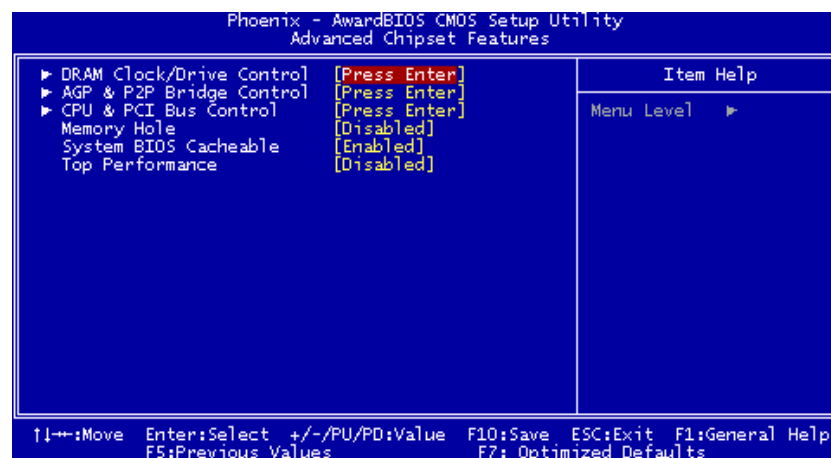 Phoenix - AwardBIOS CMOS Setup Utility
Advanced Chipset Features
► DRAM Clock/Drive Control [Press Enter]
► AGP & P2P Bridge Control [Press Enter]
► CPU & PCI Bus Control [Press Enter]
Memory Hole [Disabled]
System BIOS Cacheable [Enabled]
Top Performance [Disabled]
Item Help
Menu Level ►
↑↓→←:Move Enter:Select +/-/PU/PD:Value F10:Save ESC:Exit F1:General Help
F5:Previous Values F7: Optimized Defaults